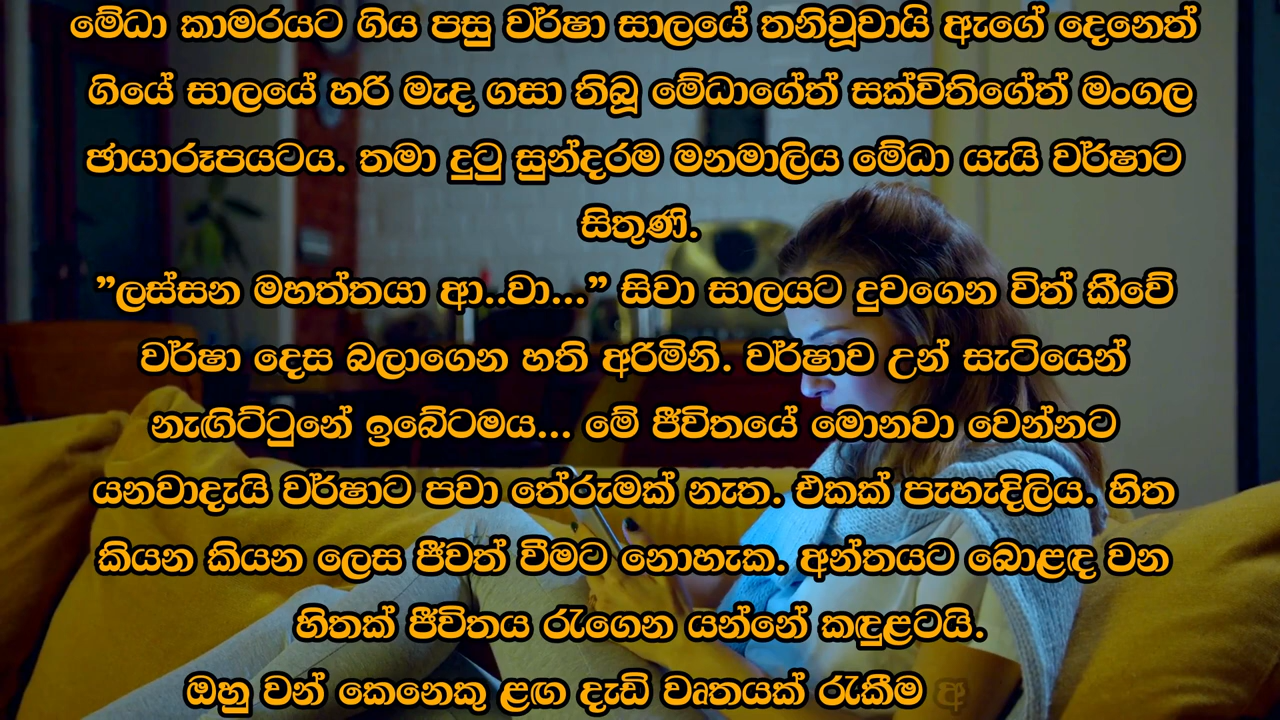 මේධා කාමරයට ගිය පසු වර්ෂා සාලයේ තනිවූවායි ඇගේ දෙනෙත්
ගියේ සාලයේ හරි මැද ගසා තිබූ මේධාගේත් සක්විතිගේත් මංගල
ඡායාරූපයටය. තමා දුටු සුන්දරම මනමාලිය මේධා යැයි වර්ෂාට
සිතුණි.
”ලස්සන මහත්තයා ආ..වා...” සිවා සාලයට දුවගෙන විත් කීවේ
වර්ෂා දෙස බලාගෙන හති අරිමිනි. වර්ෂාව උන් සැටියෙන්
නැඟිට්ටුනේ ඉබේටමය... මේ ජීවිතයේ මොනවා වෙන්නට
යනවාදැයි වර්ෂාට පවා තේරුමක් නැත. එකක් පැහැදිලිය. හිත
කියන කියන ලෙස ජීවත් වීමට නොහැක. අන්තයට බොළඳ වන
හිතක් ජීවිතය රැගෙන යන්නේ කඳුළටයි.
ඔහු වන් කෙනෙකු ළඟ දැඩි වෘතයක් රැකීම අ